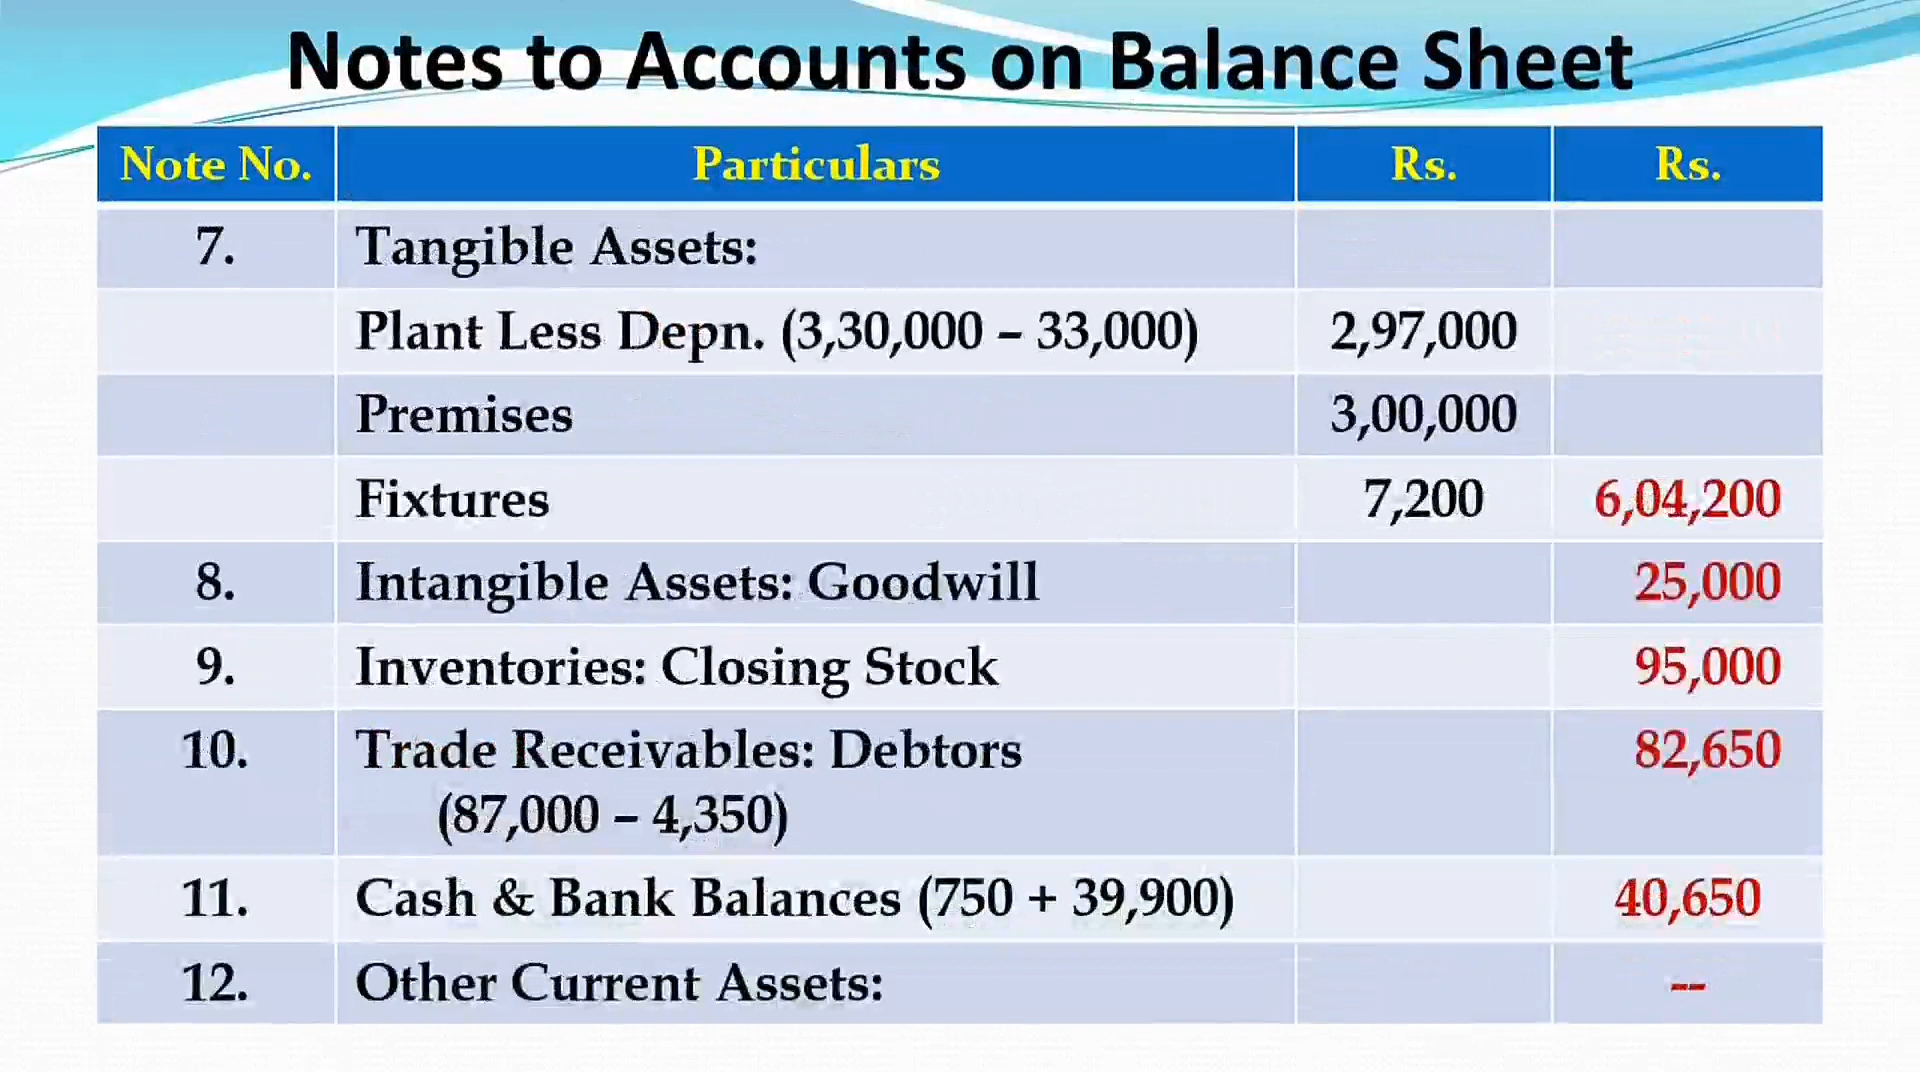 Notes to Accounts on Balance Sheet
Note No. Particulars Rs. Rs.
7. Tangible Assets:
Plant Less Depn. (3,30,000 – 33,000) 2,97,000
Premises 3,00,000
Fixtures 7,200 6,04,200
8. Intangible Assets: Goodwill 25,000
9. Inventories: Closing Stock 95,000
10. Trade Receivables: Debtors 82,650
(87,000 – 4,350)
11. Cash & Bank Balances (750 + 39,900) 40,650
12. Other Current Assets: --